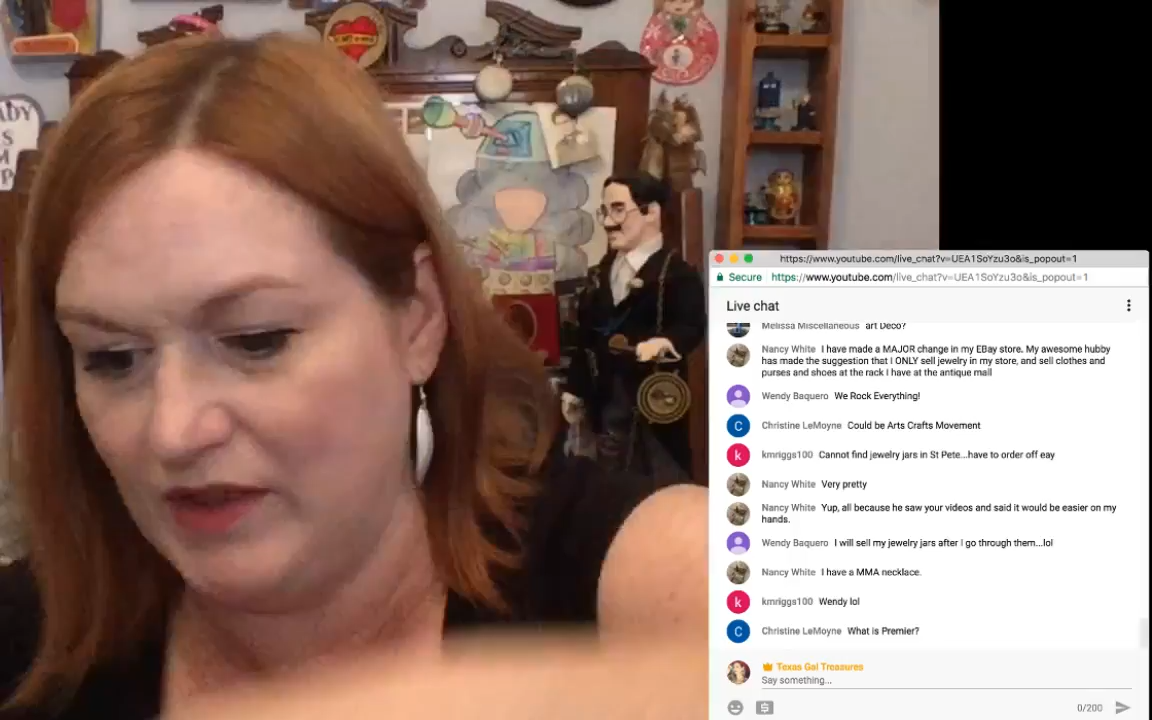 https://www.youtube.com/live_chat?v=UEA1SoYzu3o&is_popout=1
Secure https://www.youtube.com/live_chat?v=UEA1SoYzu3o&is_popout=1
Live chat
Melissa Miscellaneous art Deco?
Nancy White I have made a MAJOR change in my EBay store. My awesome hubby
has made the suggestion that I ONLY sell jewelry in my store, and sell clothes and
purses and shoes at the rack I have at the antique mall
Wendy Baquero We Rock Everything!
C Christine LeMoyne Could be Arts Crafts Movement
k kmriggs100 Cannot find jewelry jars in St Pete...have to order off eay
Nancy White Very pretty
Nancy White Yup, all because he saw your videos and said it would be easier on my
hands.
Wendy Baquero I will sell my jewelry jars after I go through them...lol
Nancy White I have a MMA necklace.
k kmriggs100 Wendy lol
C Christine LeMoyne What is Premier?
Texas Gal Treasures
Say something...
0/200